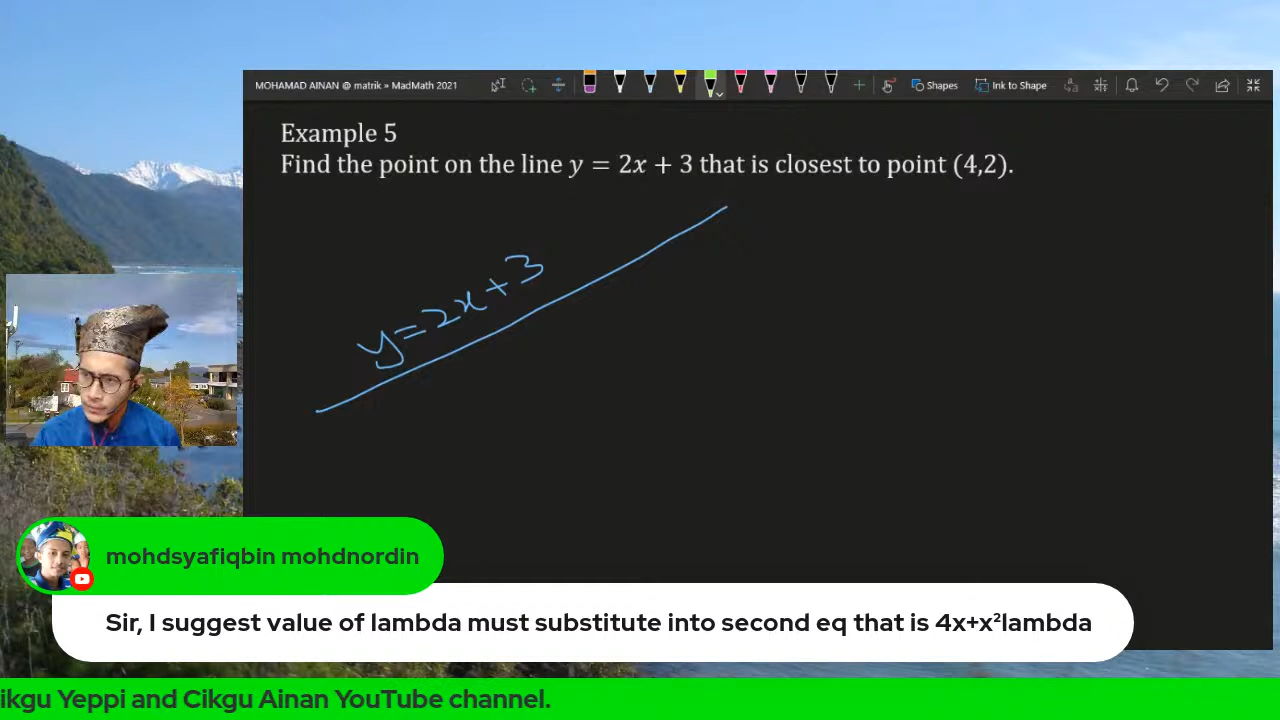 MOHAMAD AINAN @ matrik » MadMath 2021
Shapes
Ink to Shape
Example 5
Find the point on the line y = 2x + 3 that is closest to point (4,2).
y=2x+3
mohdsyafiqbin mohdnordin
Sir, I suggest value of lambda must substitute into second eq that is 4x+x²lambda
ikgu Yeppi and Cikgu Ainan YouTube channel.